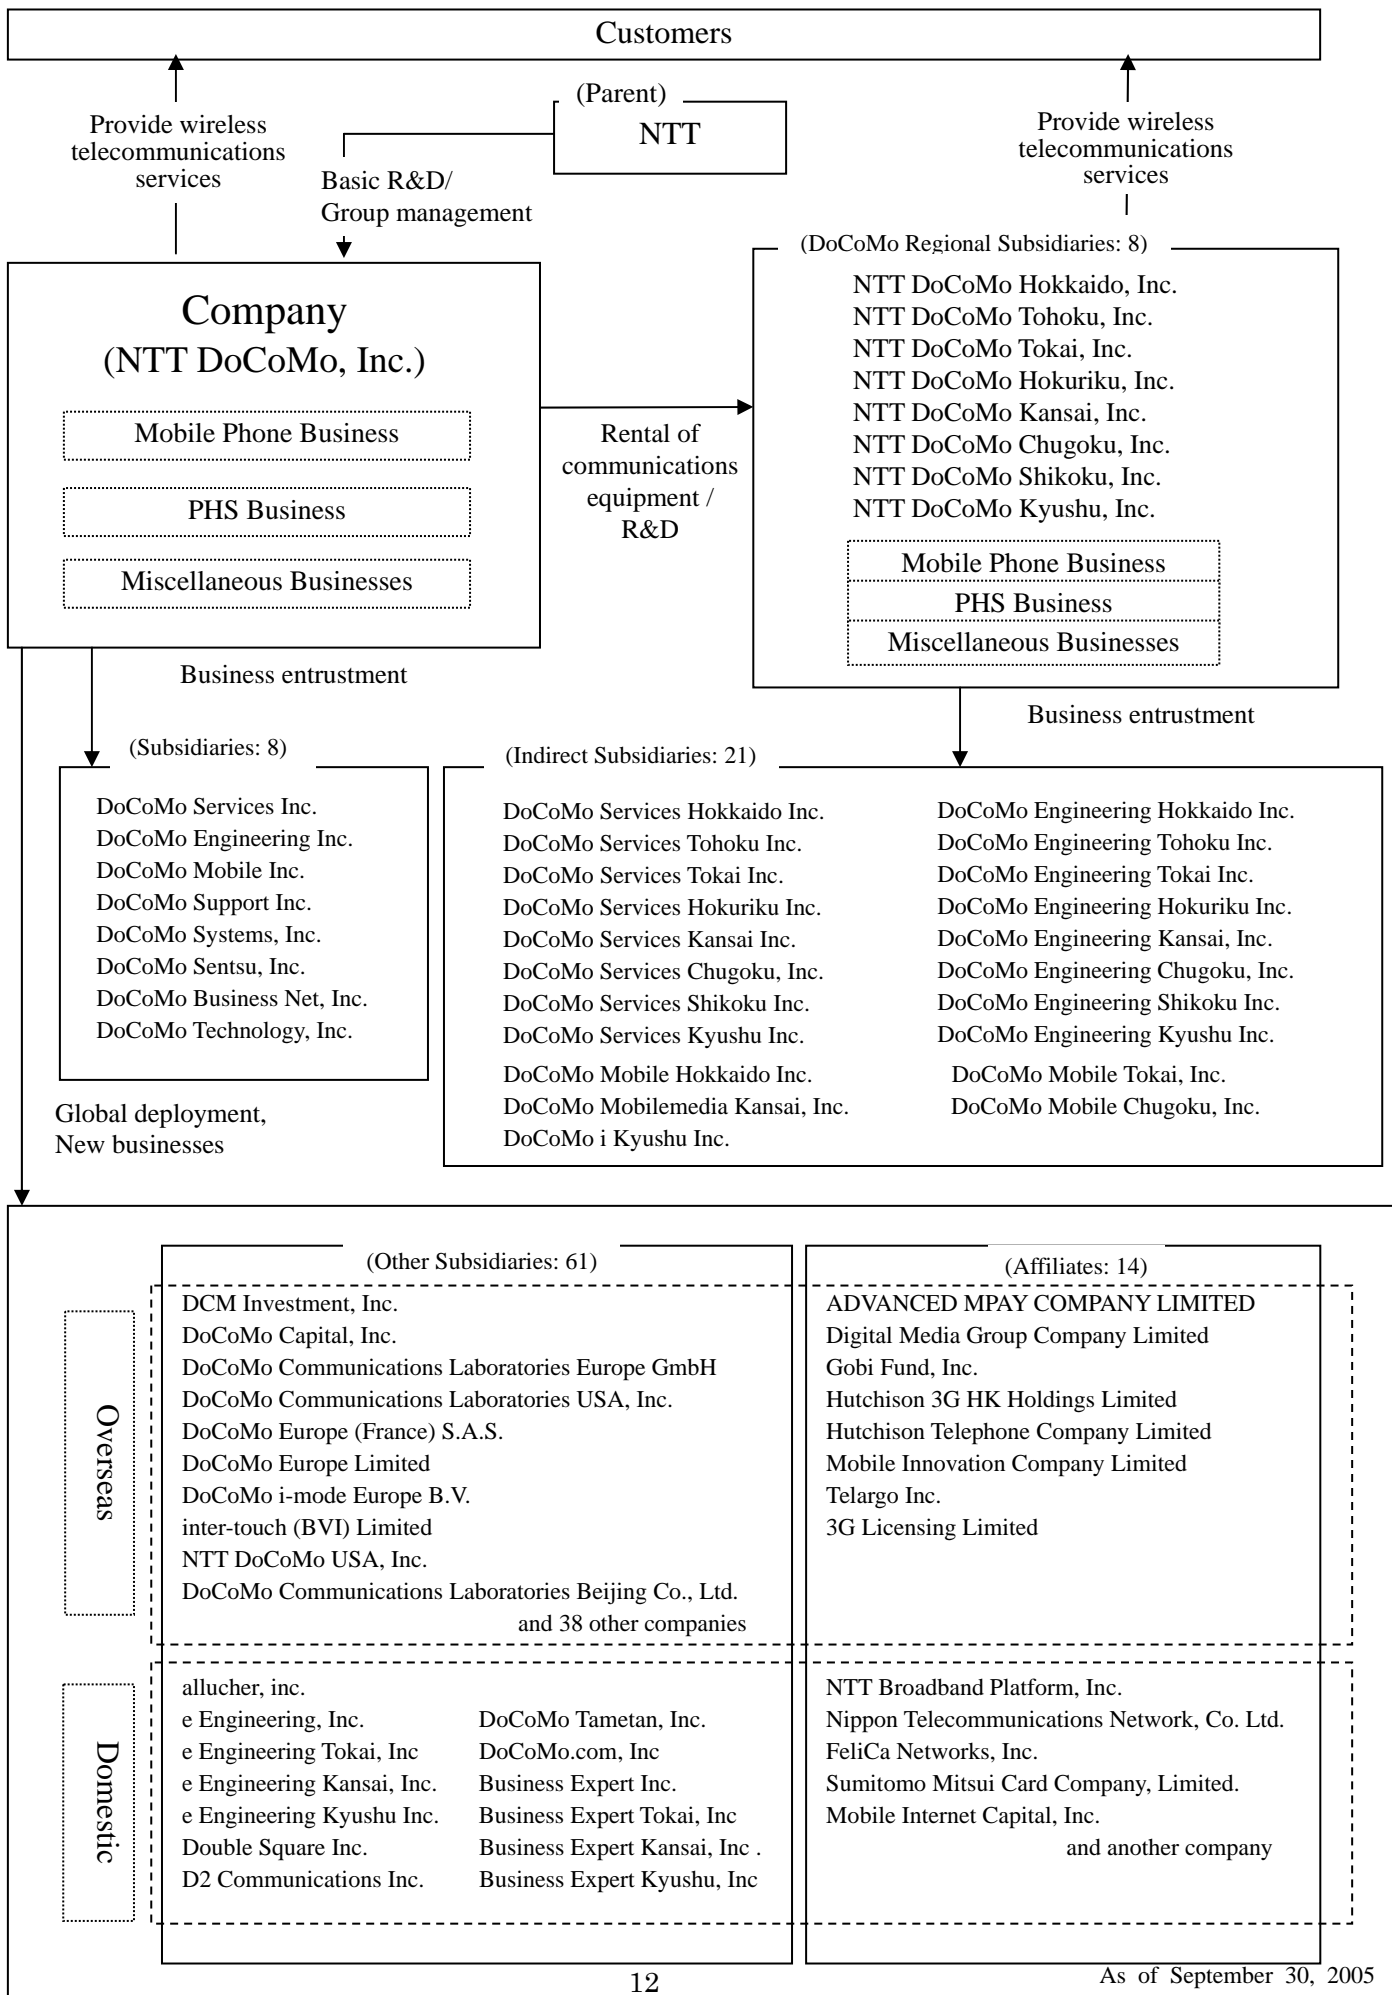 Customers
Provide wireless
telecommunications
services
(Parent)
NTT
Provide wireless
telecommunications
services
Basic R&D/
Group management
Company
(NTT DoCoMo, Inc.)
Mobile Phone Business
PHS Business
Miscellaneous Businesses
Rental of
communications
equipment /
R&D
(DoCoMo Regional Subsidiaries: 8)
NTT DoCoMo Hokkaido, Inc.
NTT DoCoMo Tohoku, Inc.
NTT DoCoMo Tokai, Inc.
NTT DoCoMo Hokuriku, Inc.
NTT DoCoMo Kansai, Inc.
NTT DoCoMo Chugoku, Inc.
NTT DoCoMo Shikoku, Inc.
NTT DoCoMo Kyushu, Inc.
Mobile Phone Business
PHS Business
Miscellaneous Businesses
Business entrustment
Business entrustment
(Subsidiaries: 8)
DoCoMo Services Inc.
DoCoMo Engineering Inc.
DoCoMo Mobile Inc.
DoCoMo Support Inc.
DoCoMo Systems, Inc.
DoCoMo Sentsu, Inc.
DoCoMo Business Net, Inc.
DoCoMo Technology, Inc.
(Indirect Subsidiaries: 21)
DoCoMo Services Hokkaido Inc.
DoCoMo Services Tohoku Inc.
DoCoMo Services Tokai Inc.
DoCoMo Services Hokuriku Inc.
DoCoMo Services Kansai Inc.
DoCoMo Services Chugoku, Inc.
DoCoMo Services Shikoku Inc.
DoCoMo Services Kyushu Inc.
DoCoMo Engineering Hokkaido Inc.
DoCoMo Engineering Tohoku Inc.
DoCoMo Engineering Tokai Inc.
DoCoMo Engineering Hokuriku Inc.
DoCoMo Engineering Kansai, Inc.
DoCoMo Engineering Chugoku, Inc.
DoCoMo Engineering Shikoku Inc.
DoCoMo Engineering Kyushu Inc.
DoCoMo Mobile Hokkaido Inc.
DoCoMo Mobilemedia Kansai, Inc.
DoCoMo i Kyushu Inc.
DoCoMo Mobile Tokai, Inc.
DoCoMo Mobile Chugoku, Inc.
Global deployment,
New businesses
(Other Subsidiaries: 61)
(Affiliates: 14)
Overseas
DCM Investment, Inc.
DoCoMo Capital, Inc.
DoCoMo Communications Laboratories Europe GmbH
DoCoMo Communications Laboratories USA, Inc.
DoCoMo Europe (France) S.A.S.
DoCoMo Europe Limited
DoCoMo i-mode Europe B.V.
inter-touch (BVI) Limited
NTT DoCoMo USA, Inc.
DoCoMo Communications Laboratories Beijing Co., Ltd.
and 38 other companies
ADVANCED MPAY COMPANY LIMITED
Digital Media Group Company Limited
Gobi Fund, Inc.
Hutchison 3G HK Holdings Limited
Hutchison Telephone Company Limited
Mobile Innovation Company Limited
Telargo Inc.
3G Licensing Limited
Domestic
allucher, inc.
e Engineering, Inc.
e Engineering Tokai, Inc
e Engineering Kansai, Inc.
e Engineering Kyushu Inc.
Double Square Inc.
D2 Communications Inc.
DoCoMo Tametan, Inc.
DoCoMo.com, Inc
Business Expert Inc.
Business Expert Tokai, Inc
Business Expert Kansai, Inc .
Business Expert Kyushu, Inc
NTT Broadband Platform, Inc.
Nippon Telecommunications Network, Co. Ltd.
FeliCa Networks, Inc.
Sumitomo Mitsui Card Company, Limited.
Mobile Internet Capital, Inc.
and another company
12
As of September 30, 2005